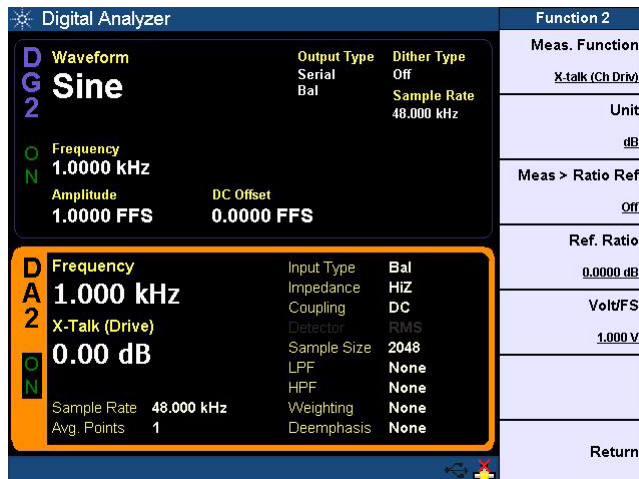 Digital Analyzer
Function 2
DG2
ON
Waveform
Sine
Output Type
Serial
Bal
Dither Type
Off
Sample Rate
48.000 kHz
Frequency
1.0000 kHz
Amplitude
1.0000 FFS
DC Offset
0.0000 FFS
DA2
ON
Frequency
1.000 kHz
X-Talk (Drive)
0.00 dB
Sample Rate 48.000 kHz
Avg. Points 1
Input Type Bal
Impedance HiZ
Coupling DC
Detector RMS
Sample Size 2048
LPF None
HPF None
Weighting None
Deemphasis None
Meas. Function
X-talk (Ch Driv)
Unit
dB
Meas > Ratio Ref
Off
Ref. Ratio
0.0000 dB
Volt/FS
1.000 V
Return